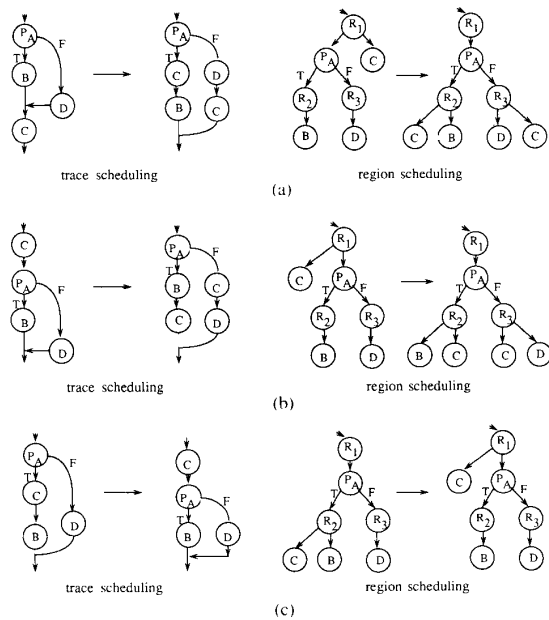 P_A
T
F
B
D
C
P_A
T
F
C
D
B
C
trace scheduling
R_1
P_A
C
T
F
R_2
R_3
B
D
R_1
P_A
T
F
R_2
R_3
C
B
D
C
region scheduling
(a)
C
P_A
T
F
B
D
P_A
T
F
B
C
C
D
trace scheduling
R_1
C
P_A
T
F
R_2
R_3
B
D
R_1
P_A
T
F
R_2
R_3
B
C
C
D
region scheduling
(b)
P_A
T
F
C
B
D
C
P_A
T
F
B
D
trace scheduling
R_1
P_A
T
F
R_2
R_3
C
B
D
R_1
C
P_A
T
F
R_2
R_3
B
D
region scheduling
(c)